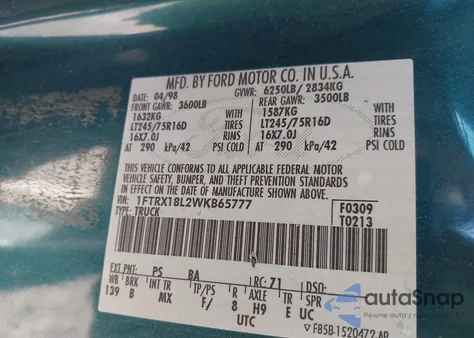 MFD. BY FORD MOTOR CO. IN U.S.A.
DATE: 04/98 GVWR: 6250LB/ 2834KG
FRONT GAWR: 3600LB REAR GAWR: 3500LB
1632KG 1587KG
LT245/75R16D TIRES LT245/75R16D
16X7.0J RIMS 16X7.0J
AT 290 kPa/42 PSI COLD AT 290 kPa/42 PSI COLD
THIS VEHICLE CONFORMS TO ALL APPLICABLE FEDERAL MOTOR
VEHICLE SAFETY, BUMPER, AND THEFT PREVENTION STANDARDS
IN EFFECT ON THE DATE OF MANUFACTURE SHOWN ABOVE.
VIN: 1FTRX18L2WKB65777 F0309
TYPE: TRUCK T0213
EXT PNT: PS BA RC: 71 DSO:
WB BRK INT TR TP/PS R AXLE TR SPR
139 B MX F/ 8 H9 E UC
UTC
F85B-1520472-AB
autoSnap